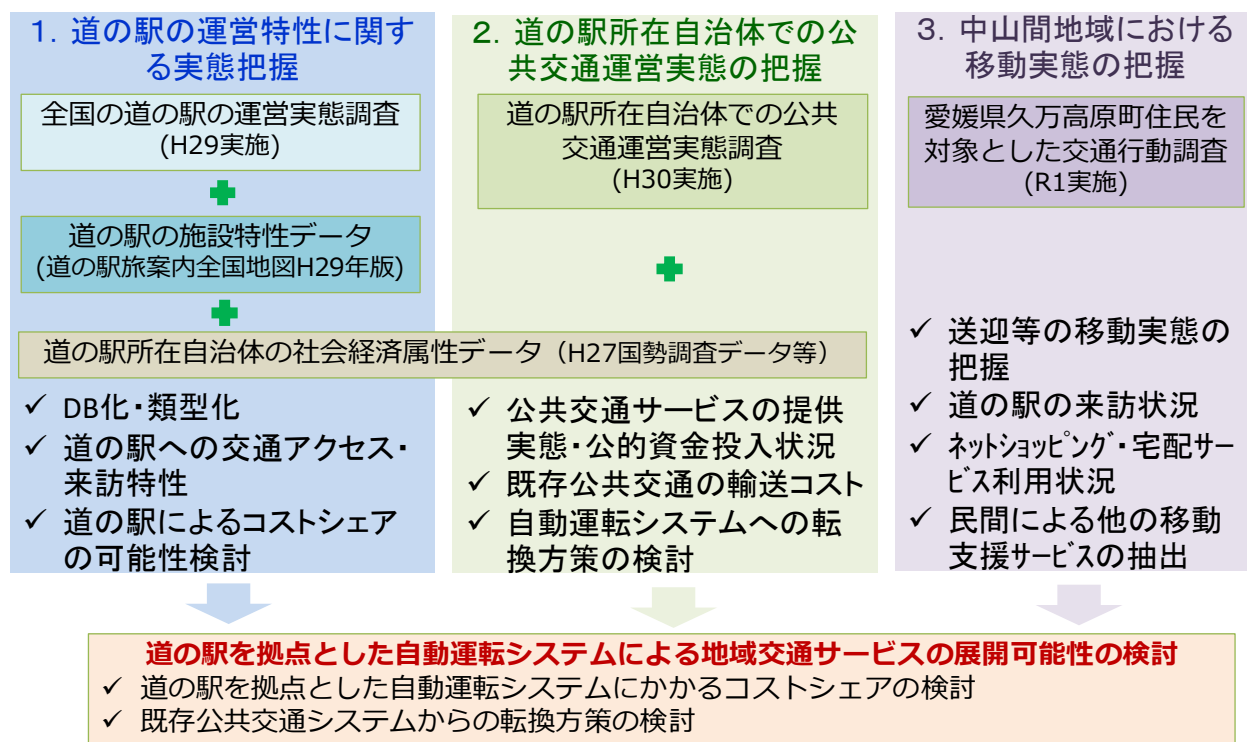 1．道の駅の運営特性に関す
る実態把握
全国の道の駅の運営実態調査
(H29実施)
道の駅の施設特性データ
(道の駅旅案内全国地図H29年版)
2．道の駅所在自治体での公
共交通運営実態の把握
道の駅所在自治体での公共
交通運営実態調査
(H30実施)
3．中山間地域における
移動実態の把握
愛媛県久万高原町住民を
対象とした交通行動調査
(R1実施)
道の駅所在自治体の社会経済属性データ（H27国勢調査データ等）
✓ DB化・類型化
✓ 道の駅への交通アクセス・
来訪特性
✓ 道の駅によるコストシェア
の可能性検討
✓ 公共交通サービスの提供
実態・公的資金投入状況
✓ 既存公共交通の輸送コスト
✓ 自動運転システムへの転
換方策の検討
✓ 送迎等の移動実態の
把握
✓ 道の駅の来訪状況
✓ ﾈｯﾄｼｮｯﾋﾟﾝｸﾞ・宅配サー
ビス利用状況
✓ 民間による他の移動
支援サービスの抽出
道の駅を拠点とした自動運転システムによる地域交通サービスの展開可能性の検討
✓ 道の駅を拠点とした自動運転システムにかかるコストシェアの検討
✓ 既存公共交通システムからの転換方策の検討